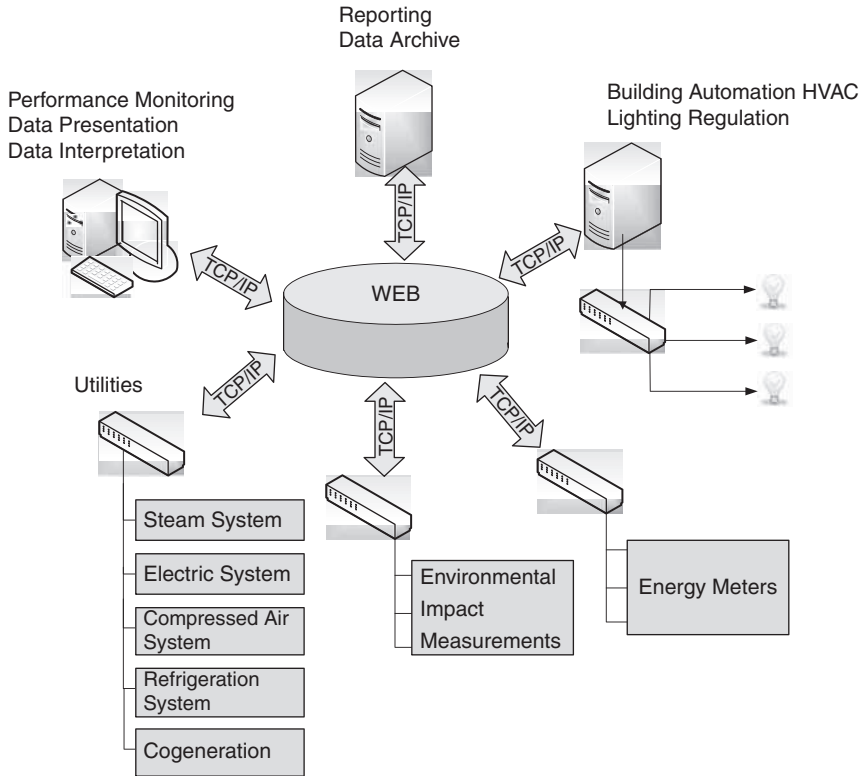 Reporting
Data Archive
Performance Monitoring
Data Presentation
Data Interpretation
Building Automation HVAC
Lighting Regulation
TCP/IP
TCP/IP
TCP/IP
WEB
Utilities
TCP/IP
TCP/IP
TCP/IP
Steam System
Electric System
Compressed Air
System
Refrigeration
System
Cogeneration
Environmental
Impact
Measurements
Energy Meters